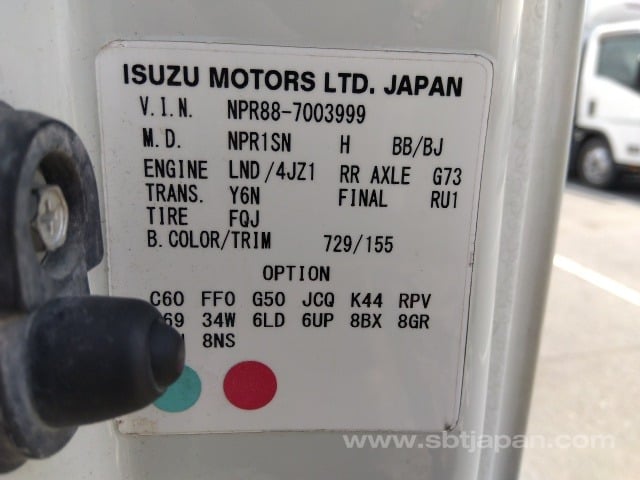 ISUZU MOTORS LTD. JAPAN
V.I.N. NPR88-7003999
M.D. NPR1SN H BB/BJ
ENGINE LND/4JZ1 RR AXLE G73
TRANS. Y6N FINAL RU1
TIRE FQJ
B.COLOR/TRIM 729/155
OPTION
C60 FF0 G50 JCQ K44 RPV
34W 6LD 6UP 8BX 8GR
8NS
www.sbtjapan.com